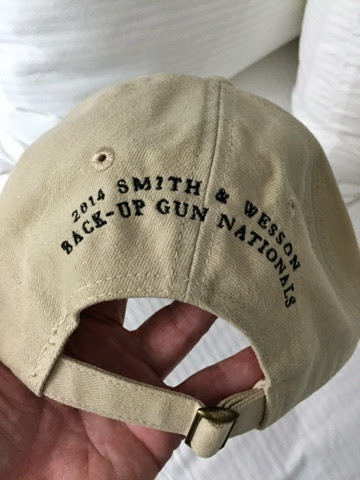 2014 SMITH & WESSON
BACK-UP GUN NATIONALS